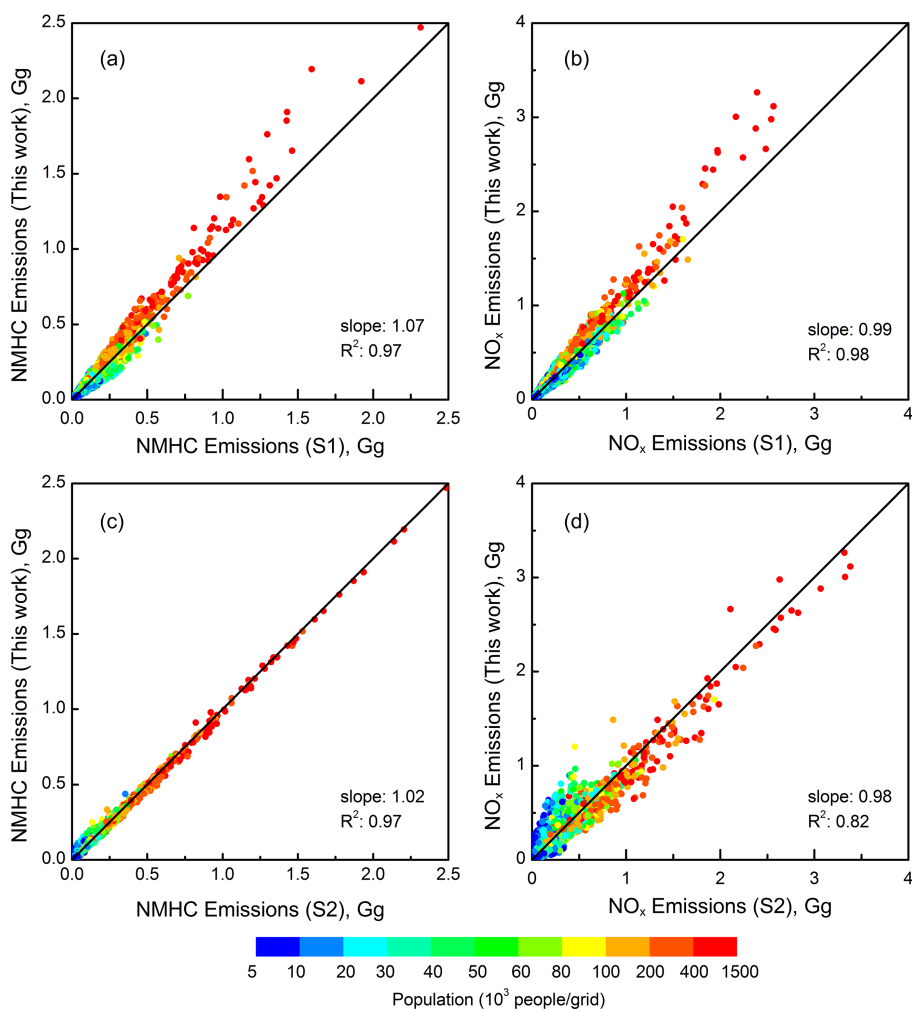 (a)
NMHC Emissions (This work), Gg
2.5
2.0
1.5
1.0
0.5
0.0
slope: 1.07
R²: 0.97
0.0 0.5 1.0 1.5 2.0 2.5
NMHC Emissions (S1), Gg
(b)
NOₓ Emissions (This work), Gg
4
3
2
1
0
slope: 0.99
R²: 0.98
0 1 2 3 4
NOₓ Emissions (S1), Gg
(c)
NMHC Emissions (This work), Gg
2.5
2.0
1.5
1.0
0.5
0.0
slope: 1.02
R²: 0.97
0.0 0.5 1.0 1.5 2.0 2.5
NMHC Emissions (S2), Gg
(d)
NOₓ Emissions (This work), Gg
4
3
2
1
0
slope: 0.98
R²: 0.82
0 1 2 3 4
NOₓ Emissions (S2), Gg
5 10 20 30 40 50 60 80 100 200 400 1500
Population (10³ people/grid)